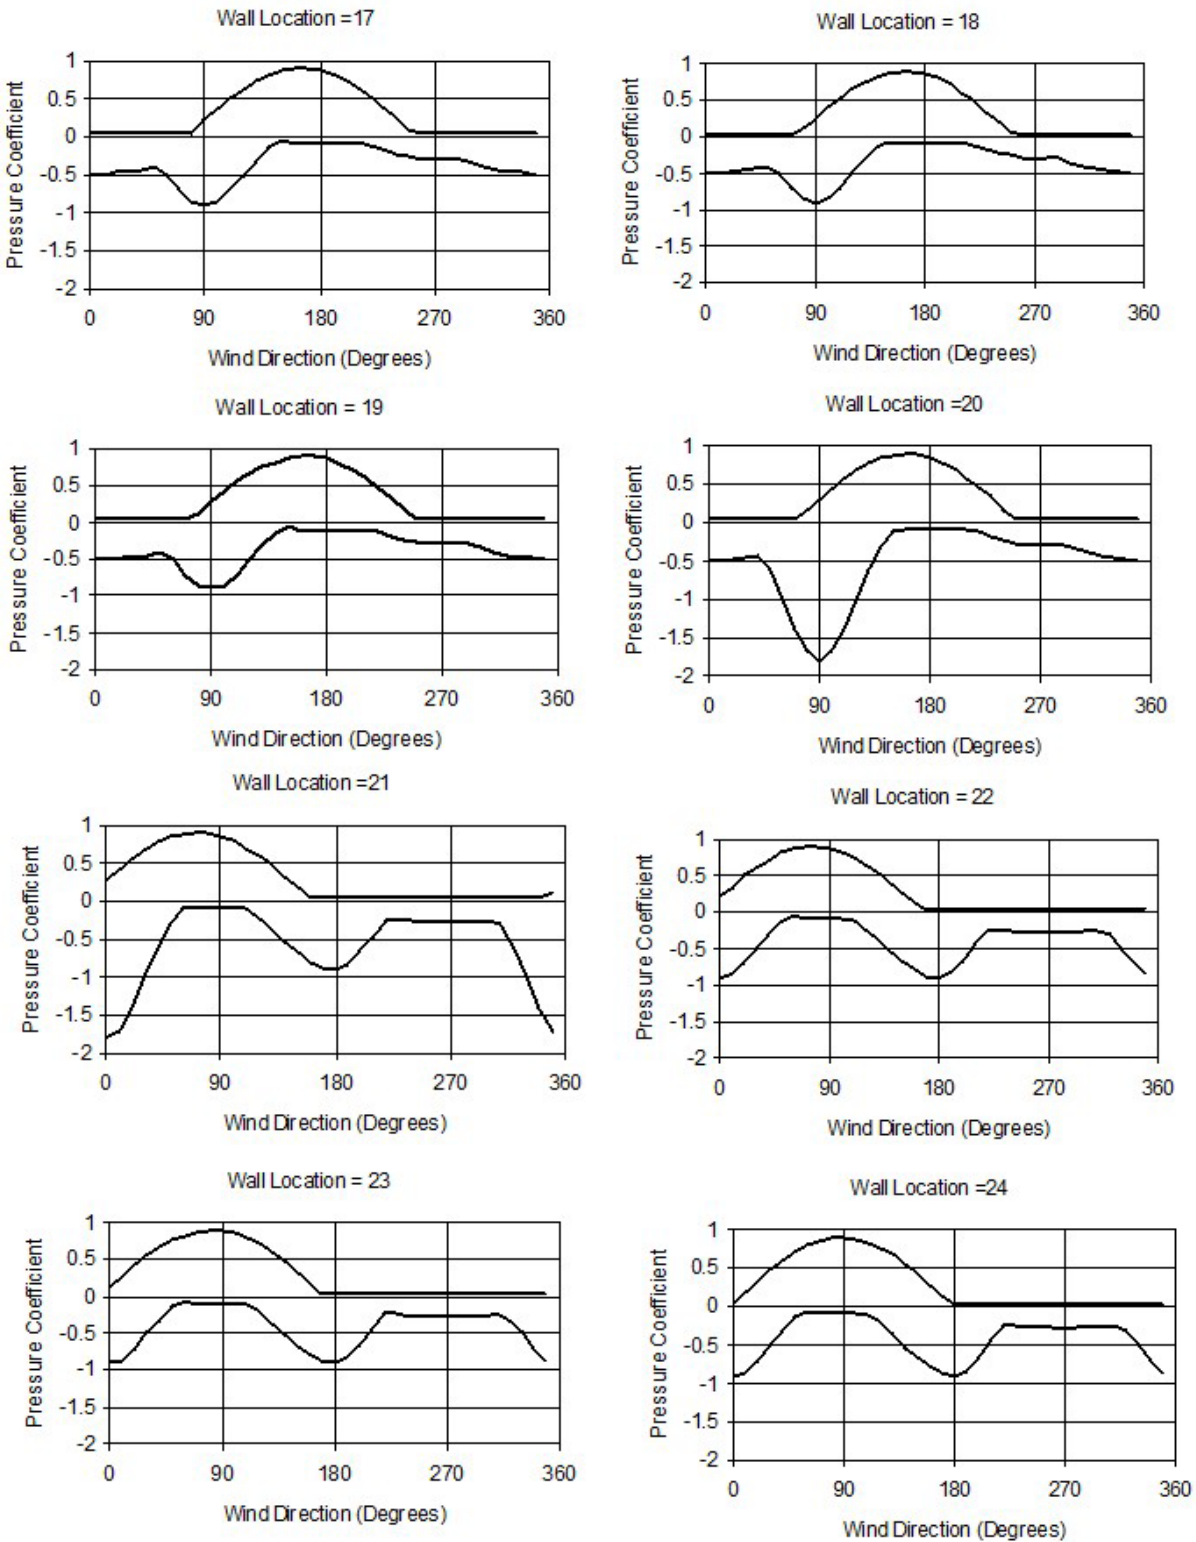 Wall Location =17
1
0.5
0
-0.5
-1
-1.5
-2
Pressure Coefficient
0 90 180 270 360
Wind Direction (Degrees)
Wall Location = 18
1
0.5
0
-0.5
-1
-1.5
-2
Pressure Coefficient
0 90 180 270 360
Wind Direction (Degrees)
Wall Location = 19
1
0.5
0
-0.5
-1
-1.5
-2
Pressure Coefficient
0 90 180 270 360
Wind Direction (Degrees)
Wall Location =20
1
0.5
0
-0.5
-1
-1.5
-2
Pressure Coefficient
0 90 180 270 360
Wind Direction (Degrees)
Wall Location =21
1
0.5
0
-0.5
-1
-1.5
-2
Pressure Coefficient
0 90 180 270 360
Wind Direction (Degrees)
Wall Location = 22
1
0.5
0
-0.5
-1
-1.5
-2
Pressure Coefficient
0 90 180 270 360
Wind Direction (Degrees)
Wall Location = 23
1
0.5
0
-0.5
-1
-1.5
-2
Pressure Coefficient
0 90 180 270 360
Wind Direction (Degrees)
Wall Location =24
1
0.5
0
-0.5
-1
-1.5
-2
Pressure Coefficient
0 90 180 270 360
Wind Direction (Degrees)